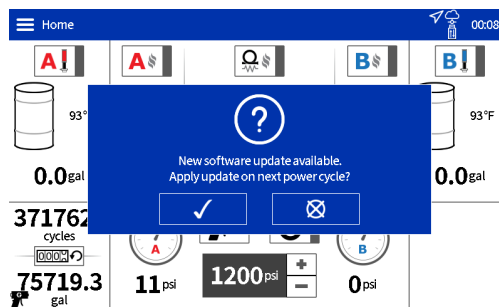 Home
00:08
A
A
B
B
93°
93°F
New software update available.
Apply update on next power cycle?
0.0gal
0.0gal
371762
cycles
000
A
B
75719.3
gal
11psi
1200psi
+
−
0psi